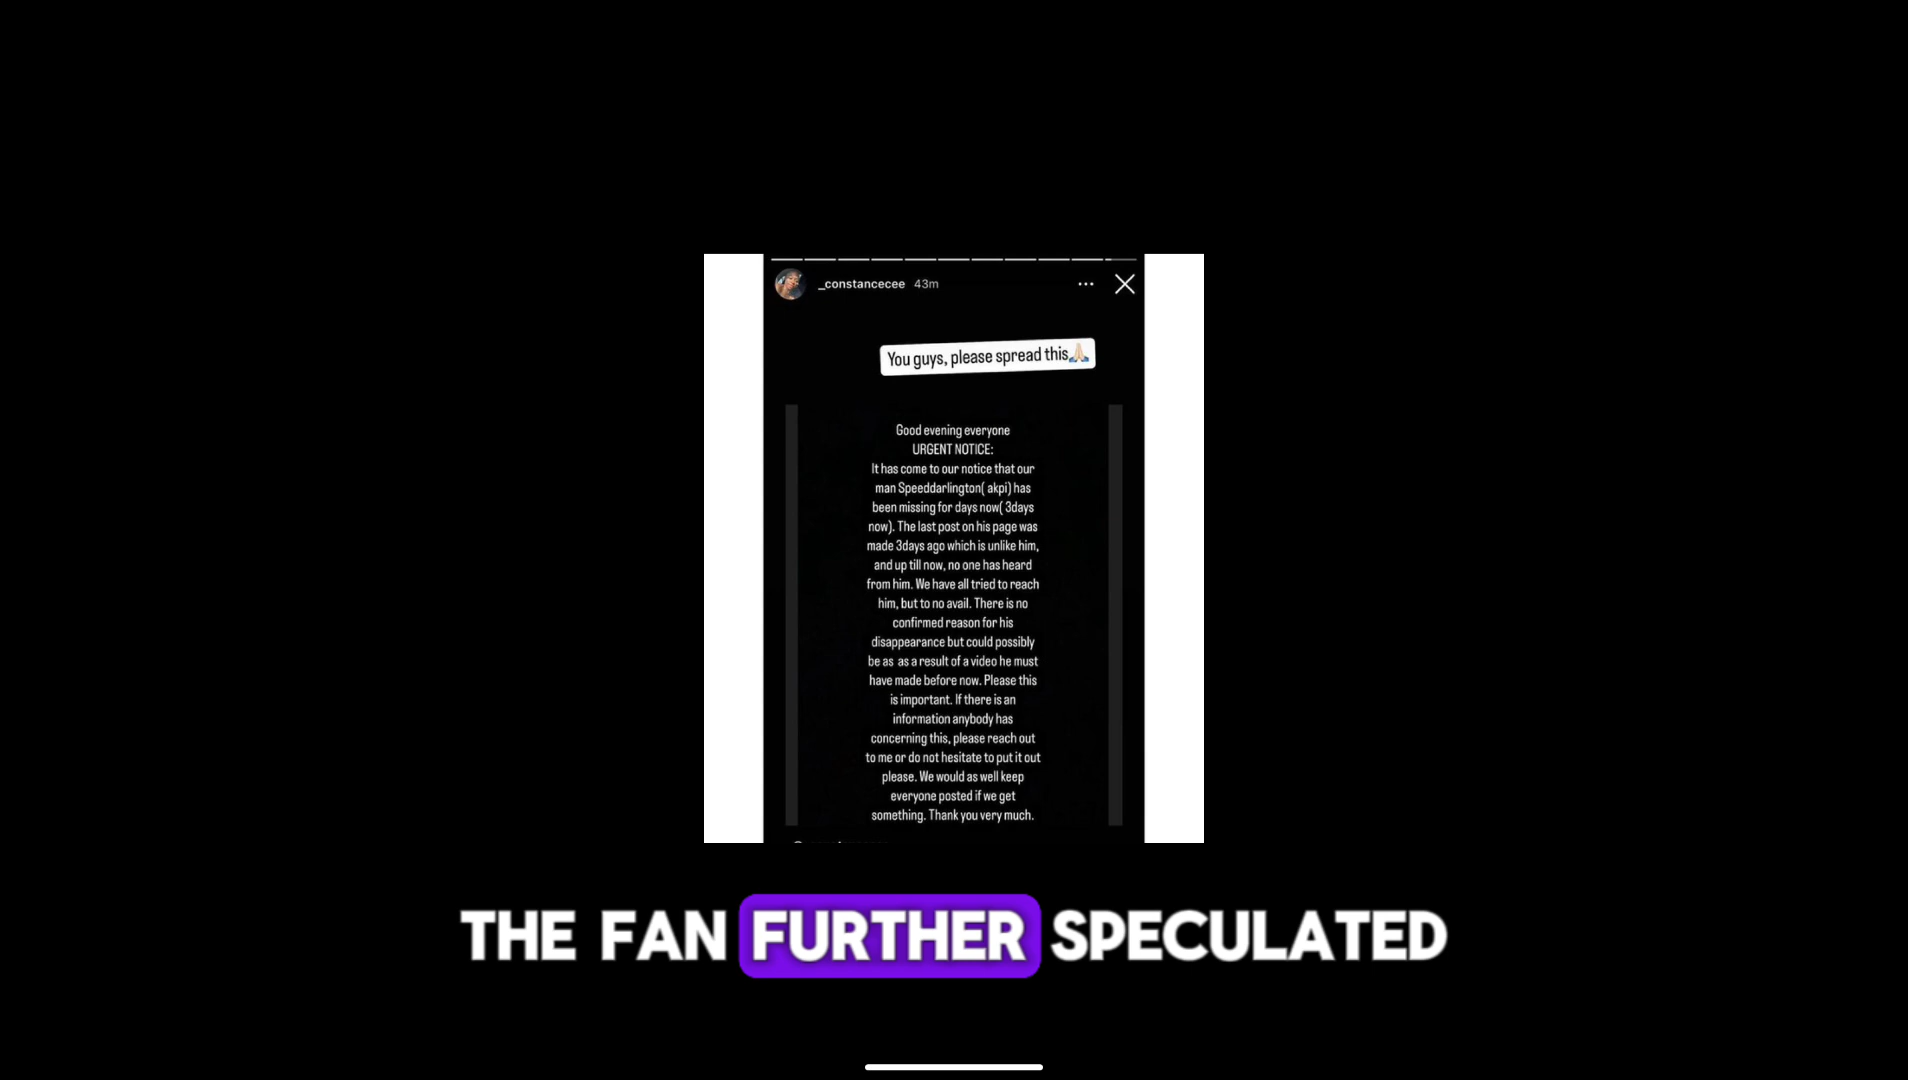 _constancecee 43m
You guys, please spread this🙏🏻
Good evening everyone
URGENT NOTICE:
It has come to our notice that our
man Speeddarlington( akpi) has
been missing for days now( 3days
now). The last post on his page was
made 3days ago which is unlike him,
and up till now, no one has heard
from him. We have all tried to reach
him, but to no avail. There is no
confirmed reason for his
disappearance but could possibly
be as as a result of a video he must
have made before now. Please this
is important. If there is an
information anybody has
concerning this, please reach out
to me or do not hesitate to put it out
please. We would as well keep
everyone posted if we get
something. Thank you very much.
THE FAN FURTHER SPECULATED